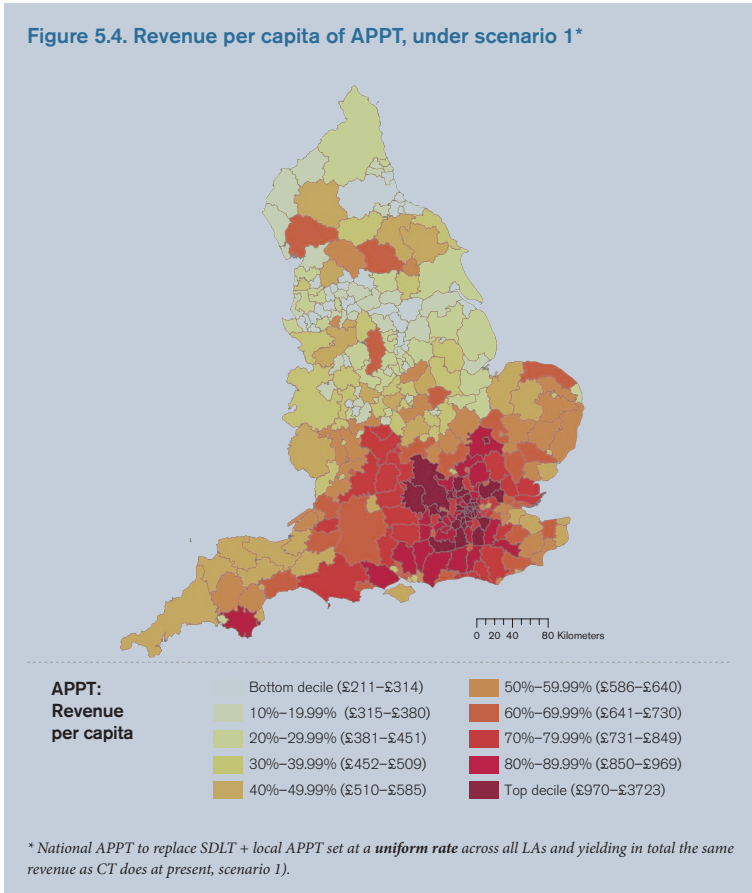 Figure 5.4. Revenue per capita of APPT, under scenario 1*
0 20 40 80 Kilometers
APPT:
Revenue
per capita
Bottom decile (£211–£314)
10%–19.99% (£315–£380)
20%–29.99% (£381–£451)
30%–39.99% (£452–£509)
40%–49.99% (£510–£585)
50%–59.99% (£586–£640)
60%–69.99% (£641–£730)
70%–79.99% (£731–£849)
80%–89.99% (£850–£969)
Top decile (£970–£3723)
* National APPT to replace SDLT + local APPT set at a uniform rate across all LAs and yielding in total the same
revenue as CT does at present, scenario 1).